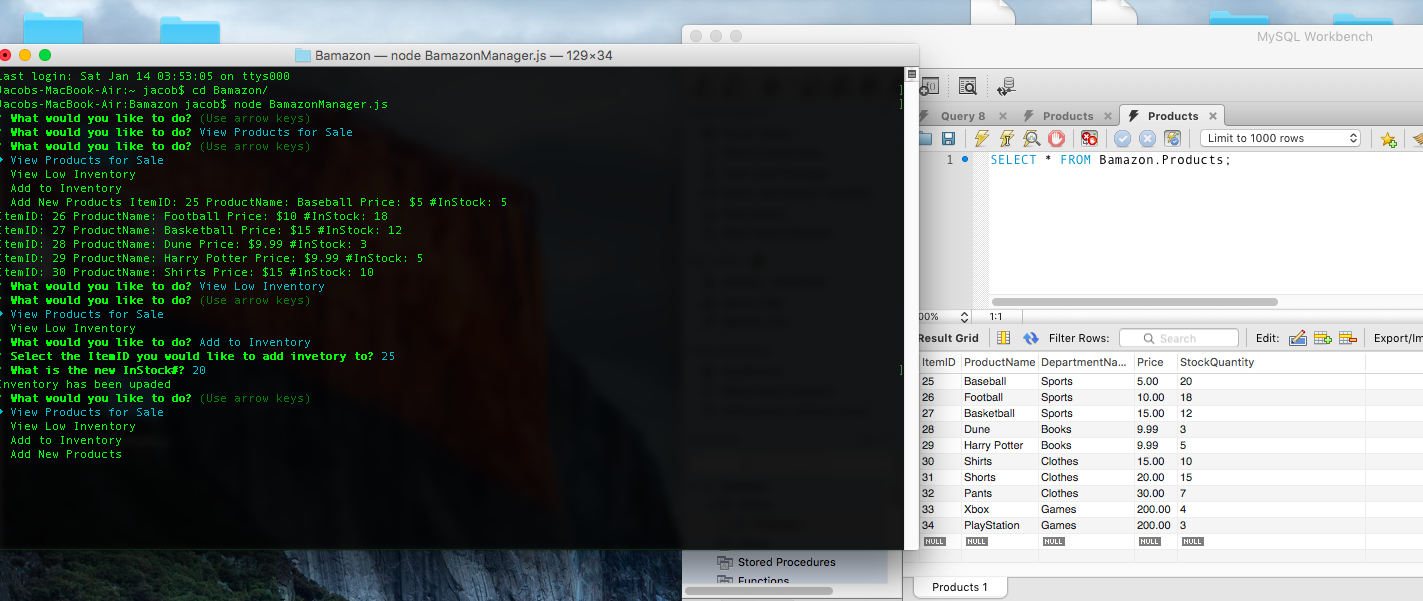 Bamazon — node BamazonManager.js — 129×34
Last login: Sat Jan 14 03:53:05 on ttys000
Jacobs-MacBook-Air:~ jacob$ cd Bamazon/
Jacobs-MacBook-Air:Bamazon jacob$ node BamazonManager.js
What would you like to do? (Use arrow keys)
What would you like to do? View Products for Sale
What would you like to do? (Use arrow keys)
View Products for Sale
View Low Inventory
Add to Inventory
Add New Products ItemID: 25 ProductName: Baseball Price: $5 #InStock: 5
ItemID: 26 ProductName: Football Price: $10 #InStock: 18
ItemID: 27 ProductName: Basketball Price: $15 #InStock: 12
ItemID: 28 ProductName: Dune Price: $9.99 #InStock: 3
ItemID: 29 ProductName: Harry Potter Price: $9.99 #InStock: 5
ItemID: 30 ProductName: Shirts Price: $15 #InStock: 10
What would you like to do? View Low Inventory
What would you like to do? (Use arrow keys)
View Products for Sale
View Low Inventory
What would you like to do? Add to Inventory
Select the ItemID you would like to add invetory to? 25
What is the new InStock#? 20
Inventory has been upaded
What would you like to do? (Use arrow keys)
View Products for Sale
View Low Inventory
Add to Inventory
Add New Products
MySQL Workbench
Query 8 Products Products
Limit to 1000 rows
1 SELECT * FROM Bamazon.Products;
00% 1:1
Result Grid Filter Rows: Search Edit: Export/Im
ItemID ProductName DepartmentNa... Price StockQuantity
25 Baseball Sports 5.00 20
26 Football Sports 10.00 18
27 Basketball Sports 15.00 12
28 Dune Books 9.99 3
29 Harry Potter Books 9.99 5
30 Shirts Clothes 15.00 10
31 Shorts Clothes 20.00 15
32 Pants Clothes 30.00 7
33 Xbox Games 200.00 4
34 PlayStation Games 200.00 3
NULL NULL NULL NULL NULL
Stored Procedures
Functions
Products 1